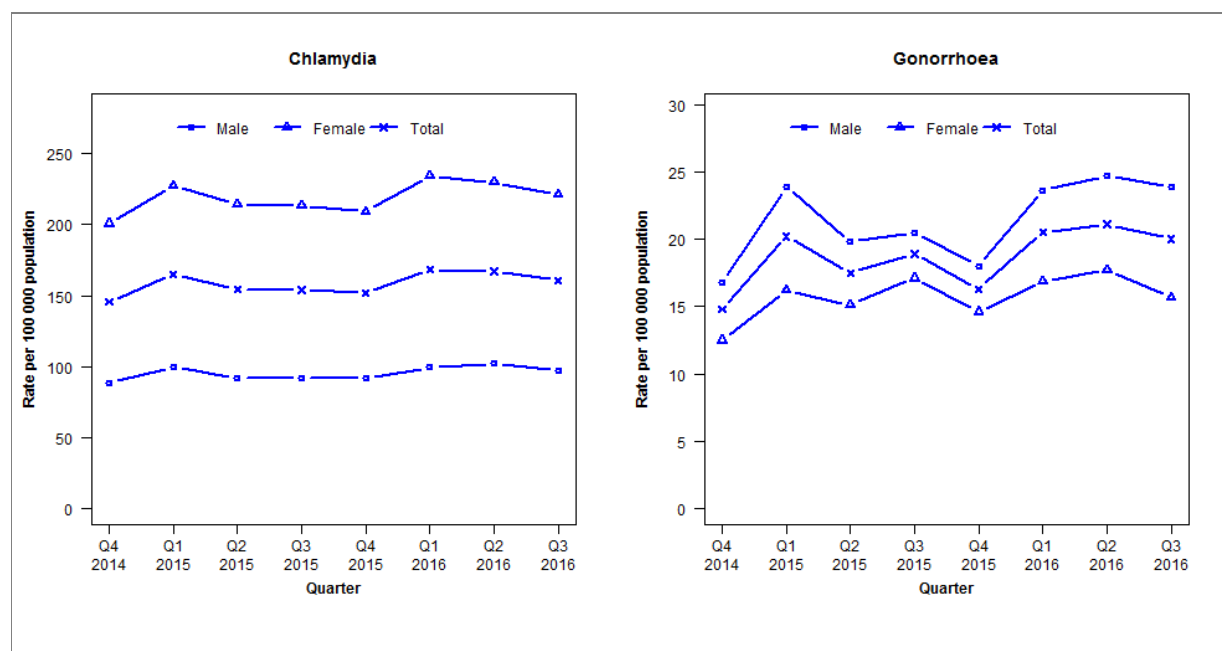 Chlamydia
Male Female Total
Rate per 100 000 population
250
200
150
100
50
0
Q4 Q1 Q2 Q3 Q4 Q1 Q2 Q3
2014 2015 2015 2015 2015 2016 2016 2016
Quarter
Gonorrhoea
Male Female Total
Rate per 100 000 population
30
25
20
15
10
5
0
Q4 Q1 Q2 Q3 Q4 Q1 Q2 Q3
2014 2015 2015 2015 2015 2016 2016 2016
Quarter